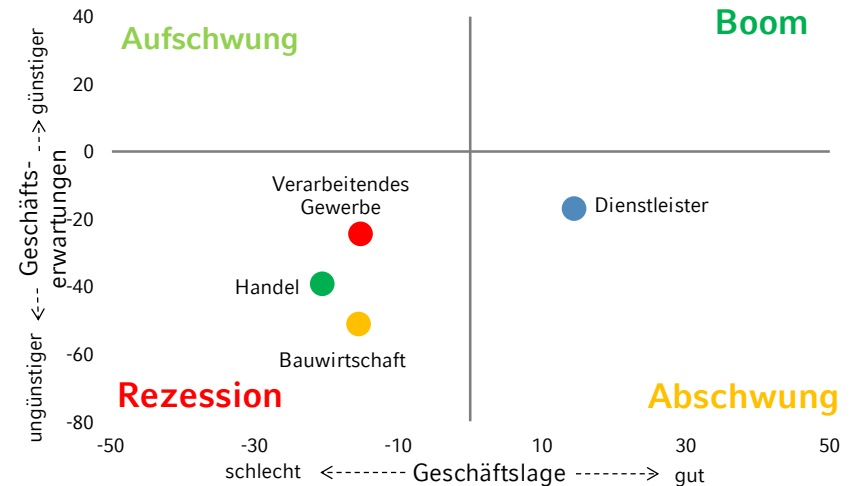 40
20
0
-20
-40
-60
-80
ungünstiger <--- Geschäfts- ---> günstiger
erwartungen
Aufschwung
Boom
Verarbeitendes
Gewerbe
Dienstleister
Handel
Bauwirtschaft
Rezession
Abschwung
-50 -30 -10 10 30 50
schlecht <-------- Geschäftslage --------> gut